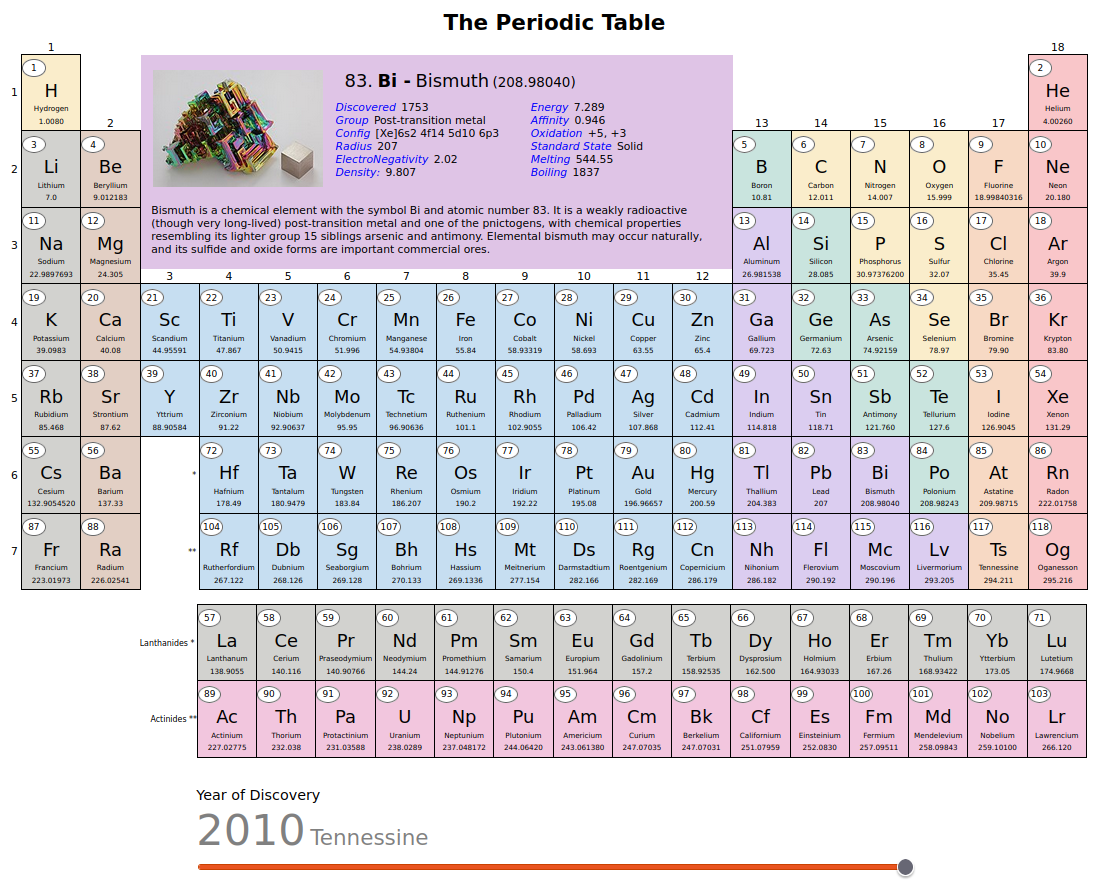 The Periodic Table
1
18
1
H
Hydrogen
1.0080
1
83. Bi - Bismuth (208.98040)
Discovered 1753
Group Post-transition metal
Config [Xe]6s2 4f14 5d10 6p3
Radius 207
ElectroNegativity 2.02
Density: 9.807
Energy 7.289
Affinity 0.946
Oxidation +5, +3
Standard State Solid
Melting 544.55
Boiling 1837
Bismuth is a chemical element with the symbol Bi and atomic number 83. It is a weakly radioactive
(though very long-lived) post-transition metal and one of the pnictogens, with chemical properties
resembling its lighter group 15 siblings arsenic and antimony. Elemental bismuth may occur naturally,
and its sulfide and oxide forms are important commercial ores.
2
He
Helium
4.00260
2 13 14 15 16 17
3 4 5 6 7 8 9 10
2 Li Be B C N O F Ne
Lithium Beryllium Boron Carbon Nitrogen Oxygen Fluorine Neon
7.0 9.012183 10.81 12.011 14.007 15.999 18.99840316 20.180
11 12 13 14 15 16 17 18
3 Na Mg Al Si P S Cl Ar
Sodium Magnesium Aluminum Silicon Phosphorus Sulfur Chlorine Argon
22.9897693 24.305 26.981538 28.085 30.97376200 32.07 35.45 39.9
3 4 5 6 7 8 9 10 11 12
19 20 21 22 23 24 25 26 27 28 29 30 31 32 33 34 35 36
4 K Ca Sc Ti V Cr Mn Fe Co Ni Cu Zn Ga Ge As Se Br Kr
Potassium Calcium Scandium Titanium Vanadium Chromium Manganese Iron Cobalt Nickel Copper Zinc Gallium Germanium Arsenic Selenium Bromine Krypton
39.0983 40.08 44.95591 47.867 50.9415 51.996 54.93804 55.84 58.93319 58.693 63.55 65.4 69.723 72.63 74.92159 78.97 79.90 83.80
37 38 39 40 41 42 43 44 45 46 47 48 49 50 51 52 53 54
5 Rb Sr Y Zr Nb Mo Tc Ru Rh Pd Ag Cd In Sn Sb Te I Xe
Rubidium Strontium Yttrium Zirconium Niobium Molybdenum Technetium Ruthenium Rhodium Palladium Silver Cadmium Indium Tin Antimony Tellurium Iodine Xenon
85.468 87.62 88.90584 91.22 92.90637 95.95 96.90636 101.1 102.9055 106.42 107.868 112.41 114.818 118.71 121.760 127.6 126.9045 131.29
55 56 72 73 74 75 76 77 78 79 80 81 82 83 84 85 86
6 Cs Ba * Hf Ta W Re Os Ir Pt Au Hg Tl Pb Bi Po At Rn
Cesium Barium Hafnium Tantalum Tungsten Rhenium Osmium Iridium Platinum Gold Mercury Thallium Lead Bismuth Polonium Astatine Radon
132.9054520 137.33 178.49 180.9479 183.84 186.207 190.2 192.22 195.08 196.96657 200.59 204.383 207 208.98040 208.98243 209.98715 222.01758
87 88 104 105 106 107 108 109 110 111 112 113 114 115 116 117 118
7 Fr Ra ** Rf Db Sg Bh Hs Mt Ds Rg Cn Nh Fl Mc Lv Ts Og
Francium Radium Rutherfordium Dubnium Seaborgium Bohrium Hassium Meitnerium Darmstadtium Roentgenium Copernicium Nihonium Flerovium Moscovium Livermorium Tennessine Oganesson
223.01973 226.02541 267.122 268.126 269.128 270.133 269.1336 277.154 282.166 282.169 286.179 286.182 290.192 290.196 293.205 294.211 295.216
57 58 59 60 61 62 63 64 65 66 67 68 69 70 71
Lanthanides * La Ce Pr Nd Pm Sm Eu Gd Tb Dy Ho Er Tm Yb Lu
Lanthanum Cerium Praseodymium Neodymium Promethium Samarium Europium Gadolinium Terbium Dysprosium Holmium Erbium Thulium Ytterbium Lutetium
138.9055 140.116 140.90766 144.24 144.91276 150.4 151.964 157.2 158.92535 162.500 164.93033 167.26 168.93422 173.05 174.9668
89 90 91 92 93 94 95 96 97 98 99 100 101 102 103
Actinides ** Ac Th Pa U Np Pu Am Cm Bk Cf Es Fm Md No Lr
Actinium Thorium Protactinium Uranium Neptunium Plutonium Americium Curium Berkelium Californium Einsteinium Fermium Mendelevium Nobelium Lawrencium
227.02775 232.038 231.03588 238.0289 237.048172 244.06420 243.061380 247.07035 247.07031 251.07959 252.0830 257.09511 258.09843 259.10100 266.120
Year of Discovery
2010 Tennessine